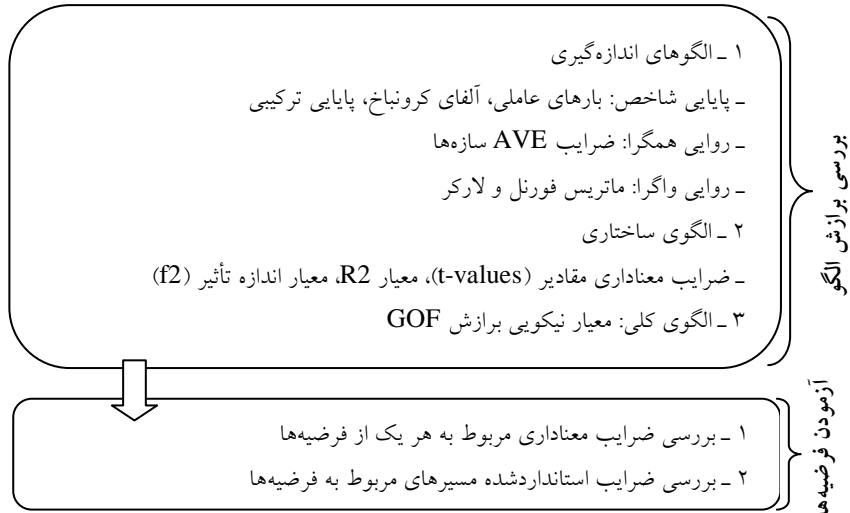 ۱ ـ الگوهای اندازه‌گیری
ـ پایایی شاخص: بارهای عاملی، آلفای کرونباخ، پایایی ترکیبی
ـ روایی همگرا: ضرایب AVE سازه‌ها
ـ روایی واگرا: ماتریس فورنل و لارکر
۲ ـ الگوی ساختاری
ـ ضرایب معناداری مقادیر (t-values)، معیار R2، معیار اندازه تأثیر (f2)
۳ ـ الگوی کلی: معیار نیکویی برازش GOF
بررسی برازش الگو
۱ ـ بررسی ضرایب معناداری مربوط به هر یک از فرضیه‌ها
۲ ـ بررسی ضرایب استانداردشده مسیرهای مربوط به فرضیه‌ها
آزمودن فرضیه‌ها